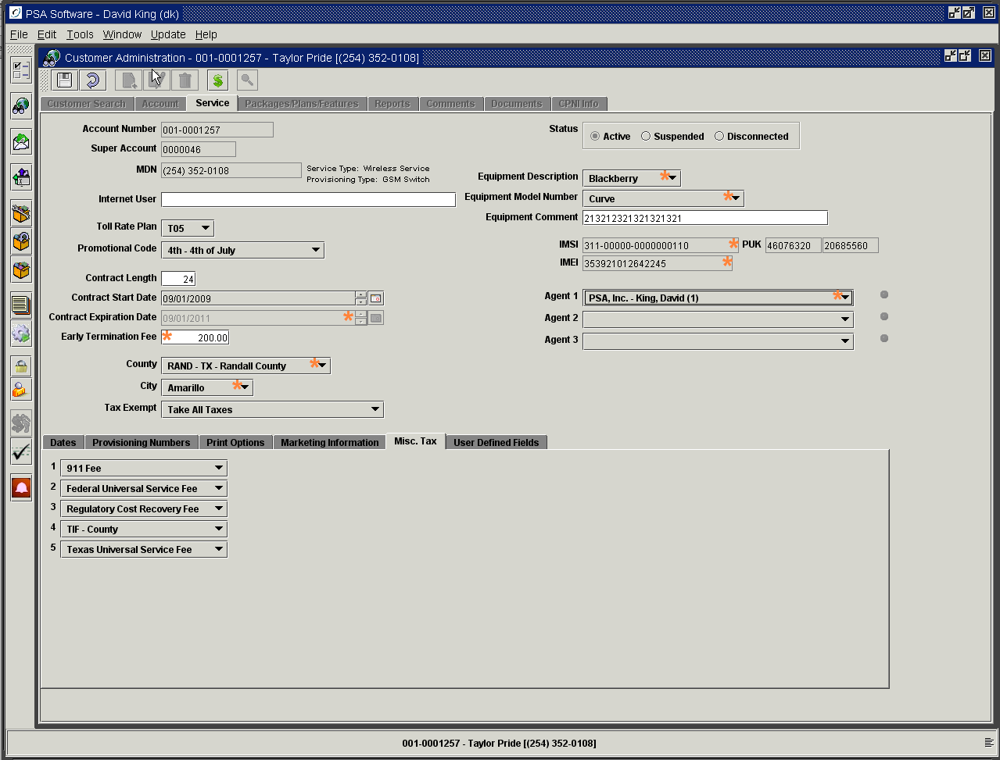 PSA Software - David King (dk)
File Edit Tools Window Update Help
Customer Administration - 001-0001257 - Taylor Pride [(254) 352-0108]
Customer Search Account Service Packages/Plans/Features Reports Comments Documents CPNI Info
Account Number 001-0001257
Super Account 0000046
MDN (254) 352-0108
Service Type: Wireless Service
Provisioning Type: GSM Switch
Internet User
Toll Rate Plan T05
Promotional Code 4th - 4th of July
Contract Length 24
Contract Start Date 09/01/2009
Contract Expiration Date 09/01/2011
Early Termination Fee * 200.00
County RAND - TX - Randall County *
City Amarillo *
Tax Exempt Take All Taxes
Status Active Suspended Disconnected
Equipment Description Blackberry *
Equipment Model Number Curve *
Equipment Comment 213212321321321321
IMSI 311-00000-0000000110 * PUK 46076320 20685560
IMEI 353921012642245 *
Agent 1 PSA, Inc. - King, David (1) *
Agent 2
Agent 3
Dates Provisioning Numbers Print Options Marketing Information Misc. Tax User Defined Fields
1 911 Fee
2 Federal Universal Service Fee
3 Regulatory Cost Recovery Fee
4 TIF - County
5 Texas Universal Service Fee
001-0001257 - Taylor Pride [(254) 352-0108]